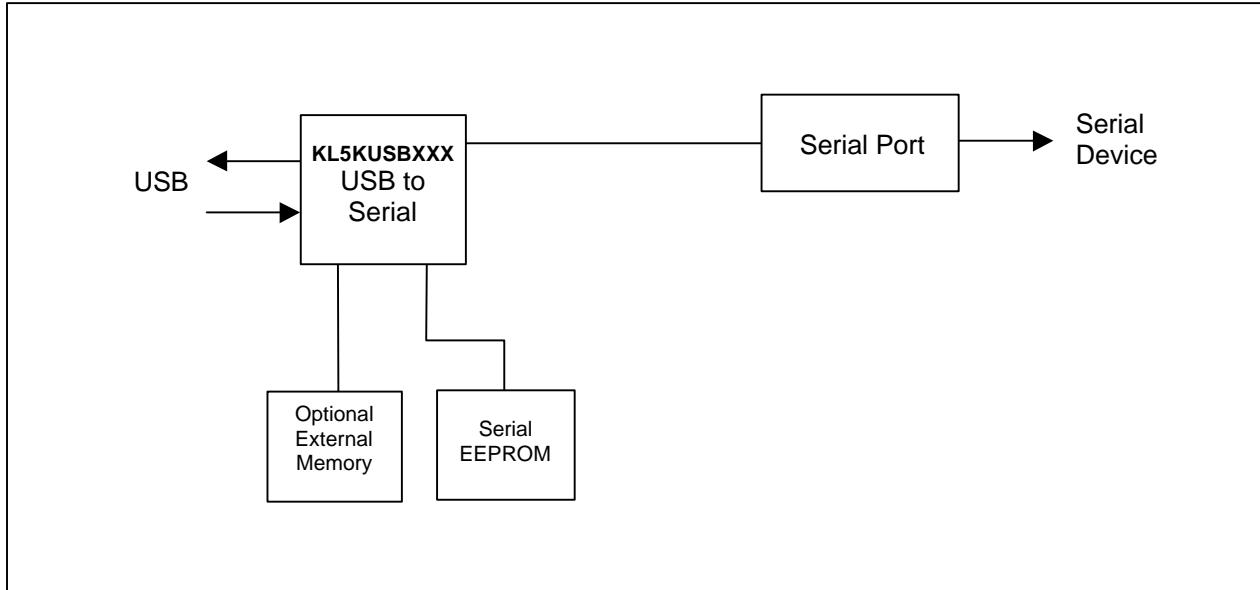 USB
KL5KUSBXXX
USB to
Serial
Serial Port
Serial
Device
Optional
External
Memory
Serial
EEPROM